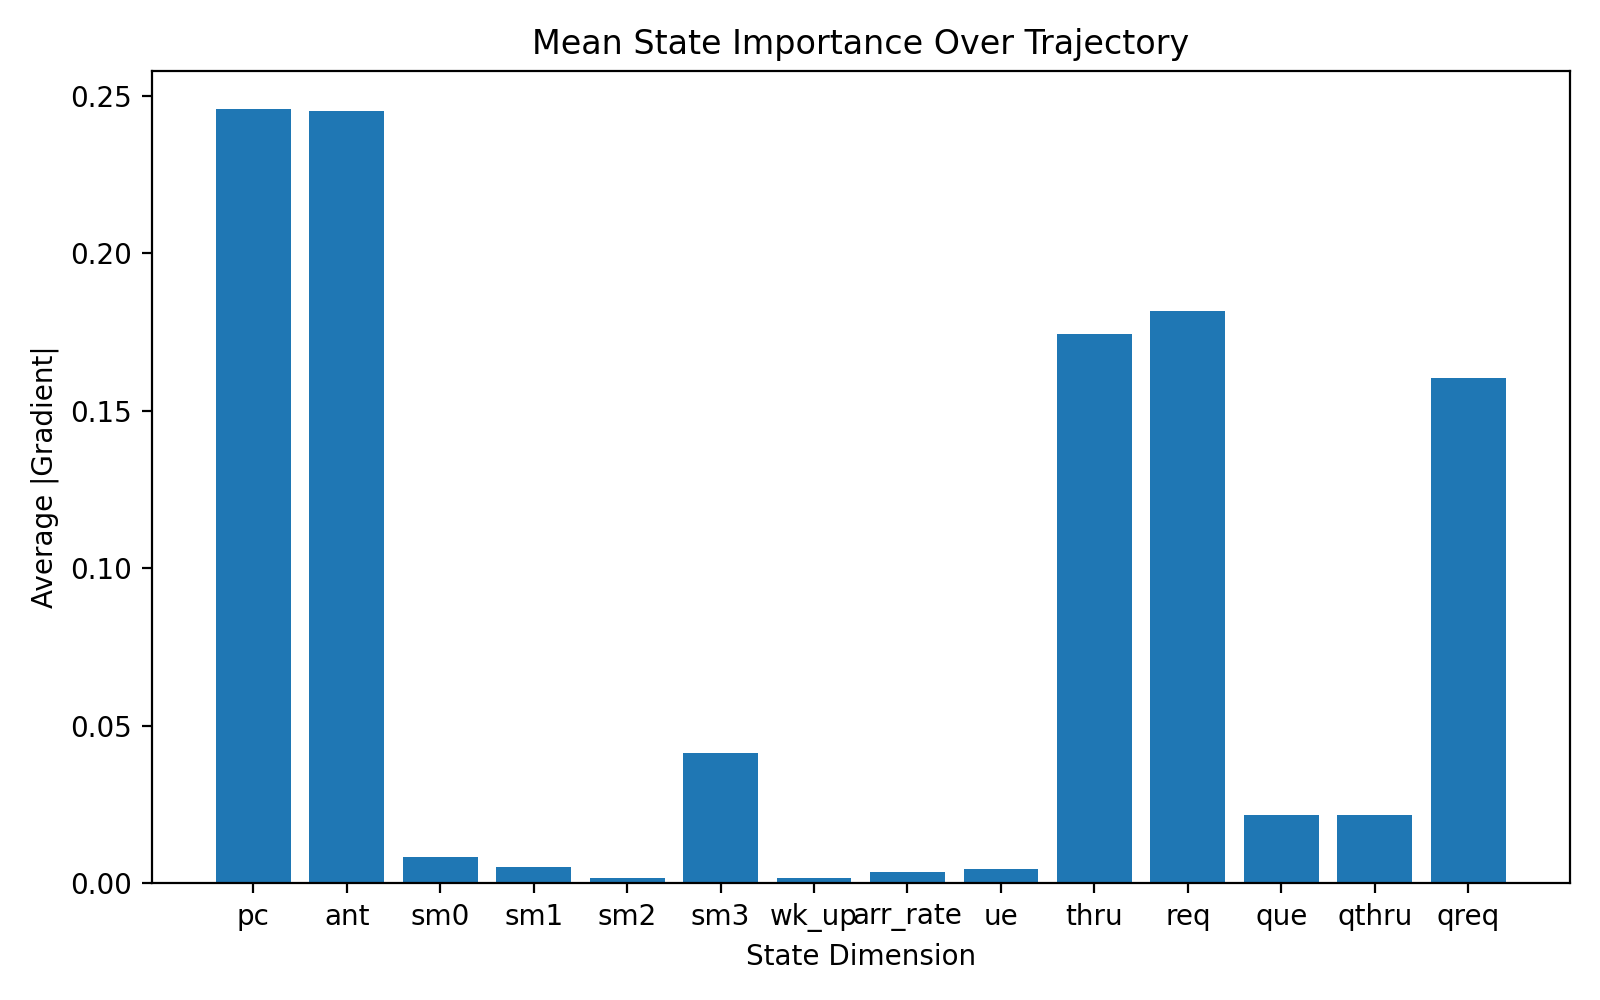 Mean State Importance Over Trajectory
Average |Gradient|
0.25
0.20
0.15
0.10
0.05
0.00
pc ant sm0 sm1 sm2 sm3 wk_up arr_rate ue thru req que qthru qreq
State Dimension